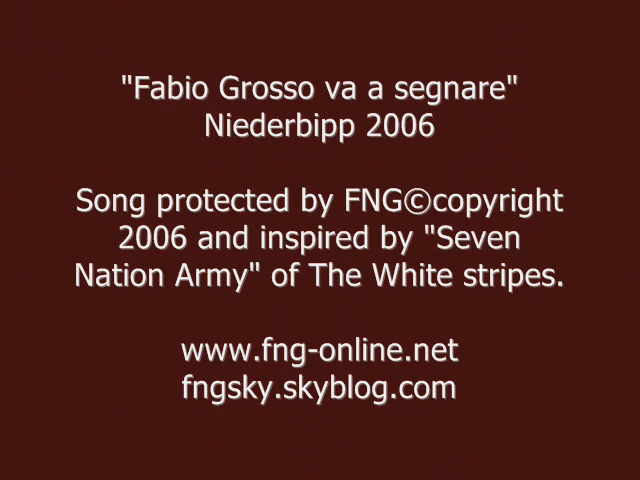 "Fabio Grosso va a segnare"
Niederbipp 2006
Song protected by FNG©copyright
2006 and inspired by "Seven
Nation Army" of The White stripes.
www.fng-online.net
fngsky.skyblog.com